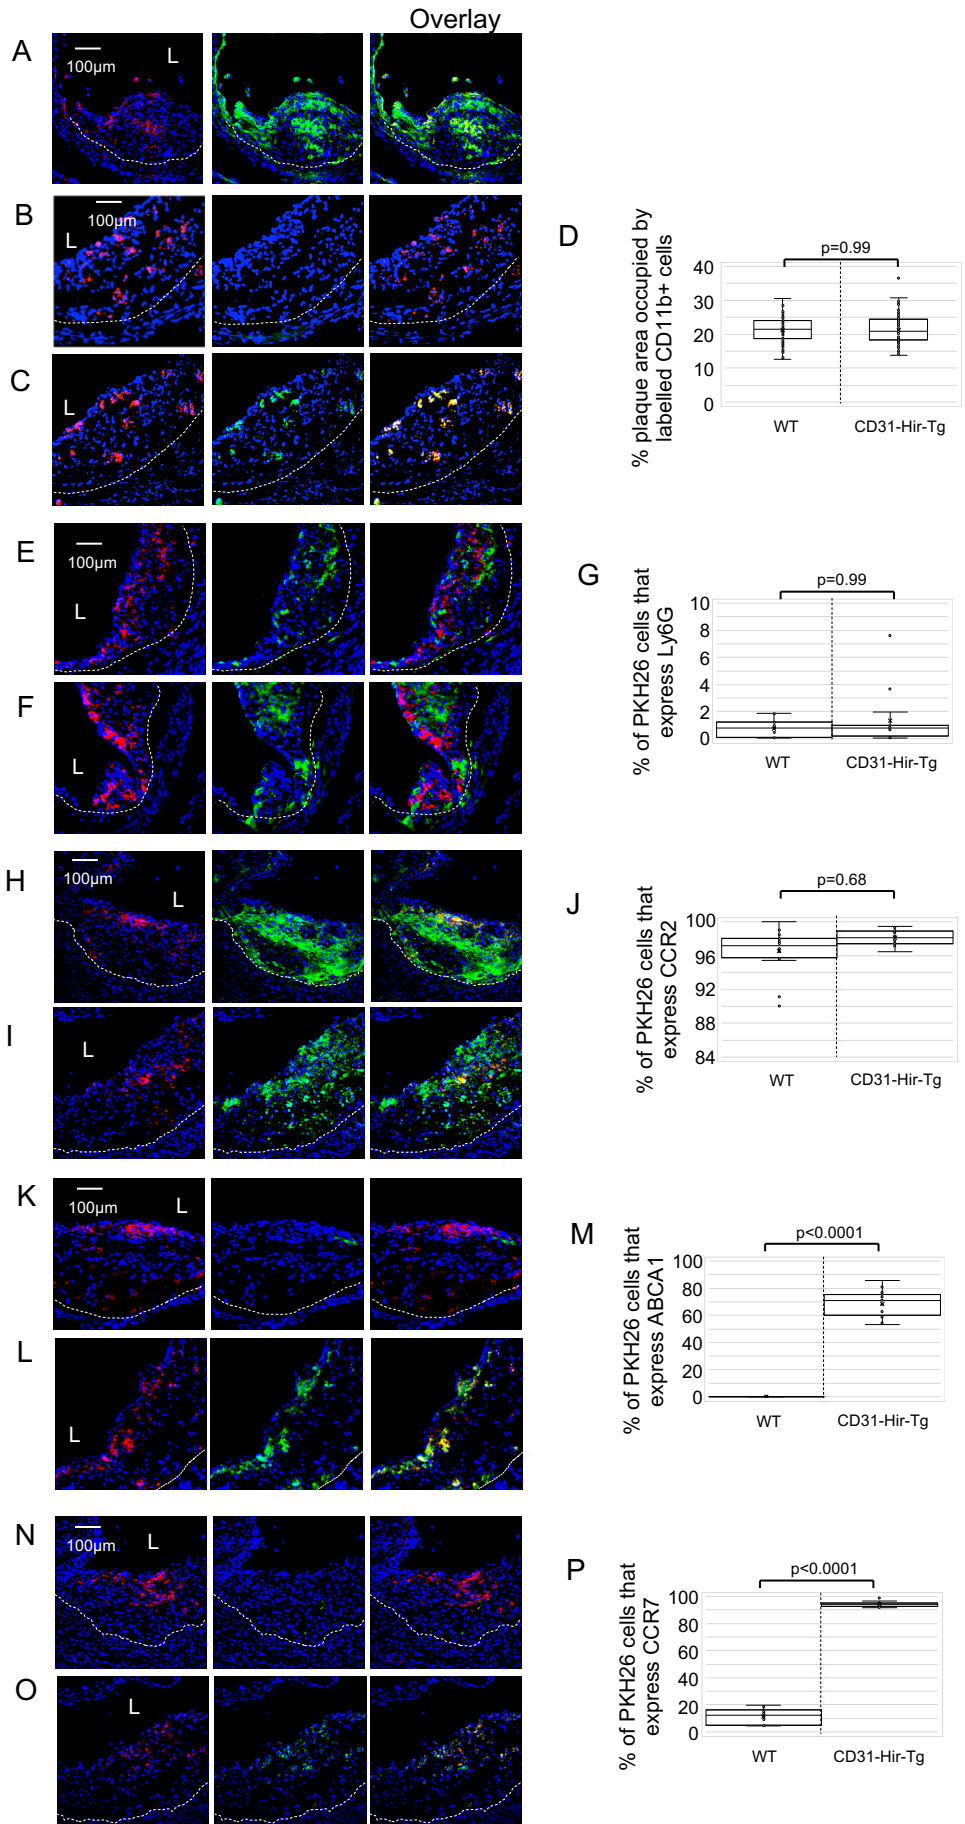 Overlay
A
L
100µm
B
100µm
L
C
L
D
p=0.99
% plaque area occupied by
labelled CD11b+ cells
40
30
20
10
0
WT
CD31-Hir-Tg
E
100µm
L
F
L
G
p=0.99
% of PKH26 cells that
express Ly6G
10
8
6
4
2
0
WT
CD31-Hir-Tg
H
100µm
L
I
L
J
p=0.68
% of PKH26 cells that
express CCR2
100
96
92
88
84
WT
CD31-Hir-Tg
K
100µm
L
L
L
M
p<0.0001
% of PKH26 cells that
express ABCA1
100
80
60
40
20
0
WT
CD31-Hir-Tg
N
100µm
L
O
L
P
p<0.0001
% of PKH26 cells that
express CCR7
100
80
60
40
20
0
WT
CD31-Hir-Tg